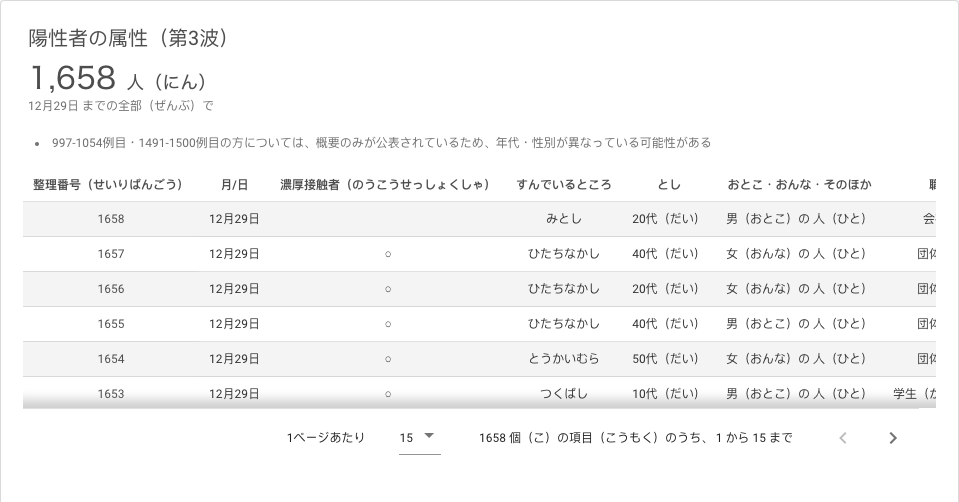 陽性者の属性（第3波）
1,658 人（にん）
12月29日 までの全部（ぜんぶ）で
• 997-1054例目・1491-1500例目の方については、概要のみが公表されているため、年代・性別が異なっている可能性がある
整理番号（せいりばんごう） 月/日 濃厚接触者（のうこうせっしょくしゃ） すんでいるところ とし おとこ・おんな・そのほか
1658 12月29日 みとし 20代（だい） 男（おとこ）の 人（ひと） 会
1657 12月29日 ○ ひたちなかし 40代（だい） 女（おんな）の 人（ひと） 団体
1656 12月29日 ○ ひたちなかし 20代（だい） 女（おんな）の 人（ひと） 団体
1655 12月29日 ○ ひたちなかし 40代（だい） 男（おとこ）の 人（ひと） 団体
1654 12月29日 ○ とうかいむら 50代（だい） 女（おんな）の 人（ひと） 団体
1653 12月29日 ○ つくばし 10代（だい） 男（おとこ）の 人（ひと） 学生（が
1ページあたり 15 1658 個（こ）の項目（こうもく）のうち、1 から 15 まで